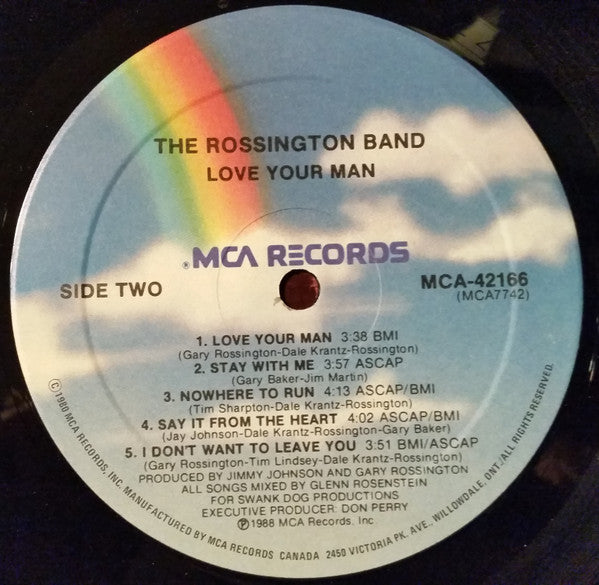 THE ROSSINGTON BAND
LOVE YOUR MAN
®MCA RECORDS
SIDE TWO
MCA-42166
(MCA7742)
1. LOVE YOUR MAN 3:38 BMI
(Gary Rossington-Dale Krantz-Rossington)
2. STAY WITH ME 3:57 ASCAP
(Gary Baker-Jim Martin)
3. NOWHERE TO RUN 4:13 ASCAP/BMI
(Tim Sharpton-Dale Krantz-Rossington)
4. SAY IT FROM THE HEART 4:02 ASCAP/BMI
(Jay Johnson-Dale Krantz-Rossington-Gary Baker)
5. I DON'T WANT TO LEAVE YOU 3:51 BMI/ASCAP
(Gary Rossington-Tim Lindsey-Dale Krantz-Rossington)
PRODUCED BY JIMMY JOHNSON AND GARY ROSSINGTON
ALL SONGS MIXED BY GLENN ROSENSTEIN
FOR SWANK DOG PRODUCTIONS
EXECUTIVE PRODUCER: DON PERRY
℗1988 MCA Records, Inc
©1980 MCA RECORDS, INC. MANUFACTURED BY MCA RECORDS CANADA 2450 VICTORIA PK. AVE., WILLOWDALE, ONT./ALL RIGHTS RESERVED.